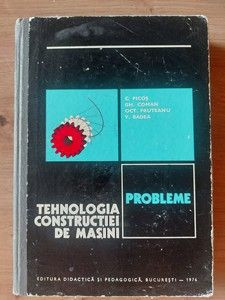 C. PICOȘ
GH. COMAN
OCT. PRUTEANU
V. BADEA
PROBLEME
TEHNOLOGIA
CONSTRUCȚIEI
DE MAȘINI
EDITURA DIDACTICĂ ȘI PEDAGOGICĂ, BUCUREȘTI — 1976